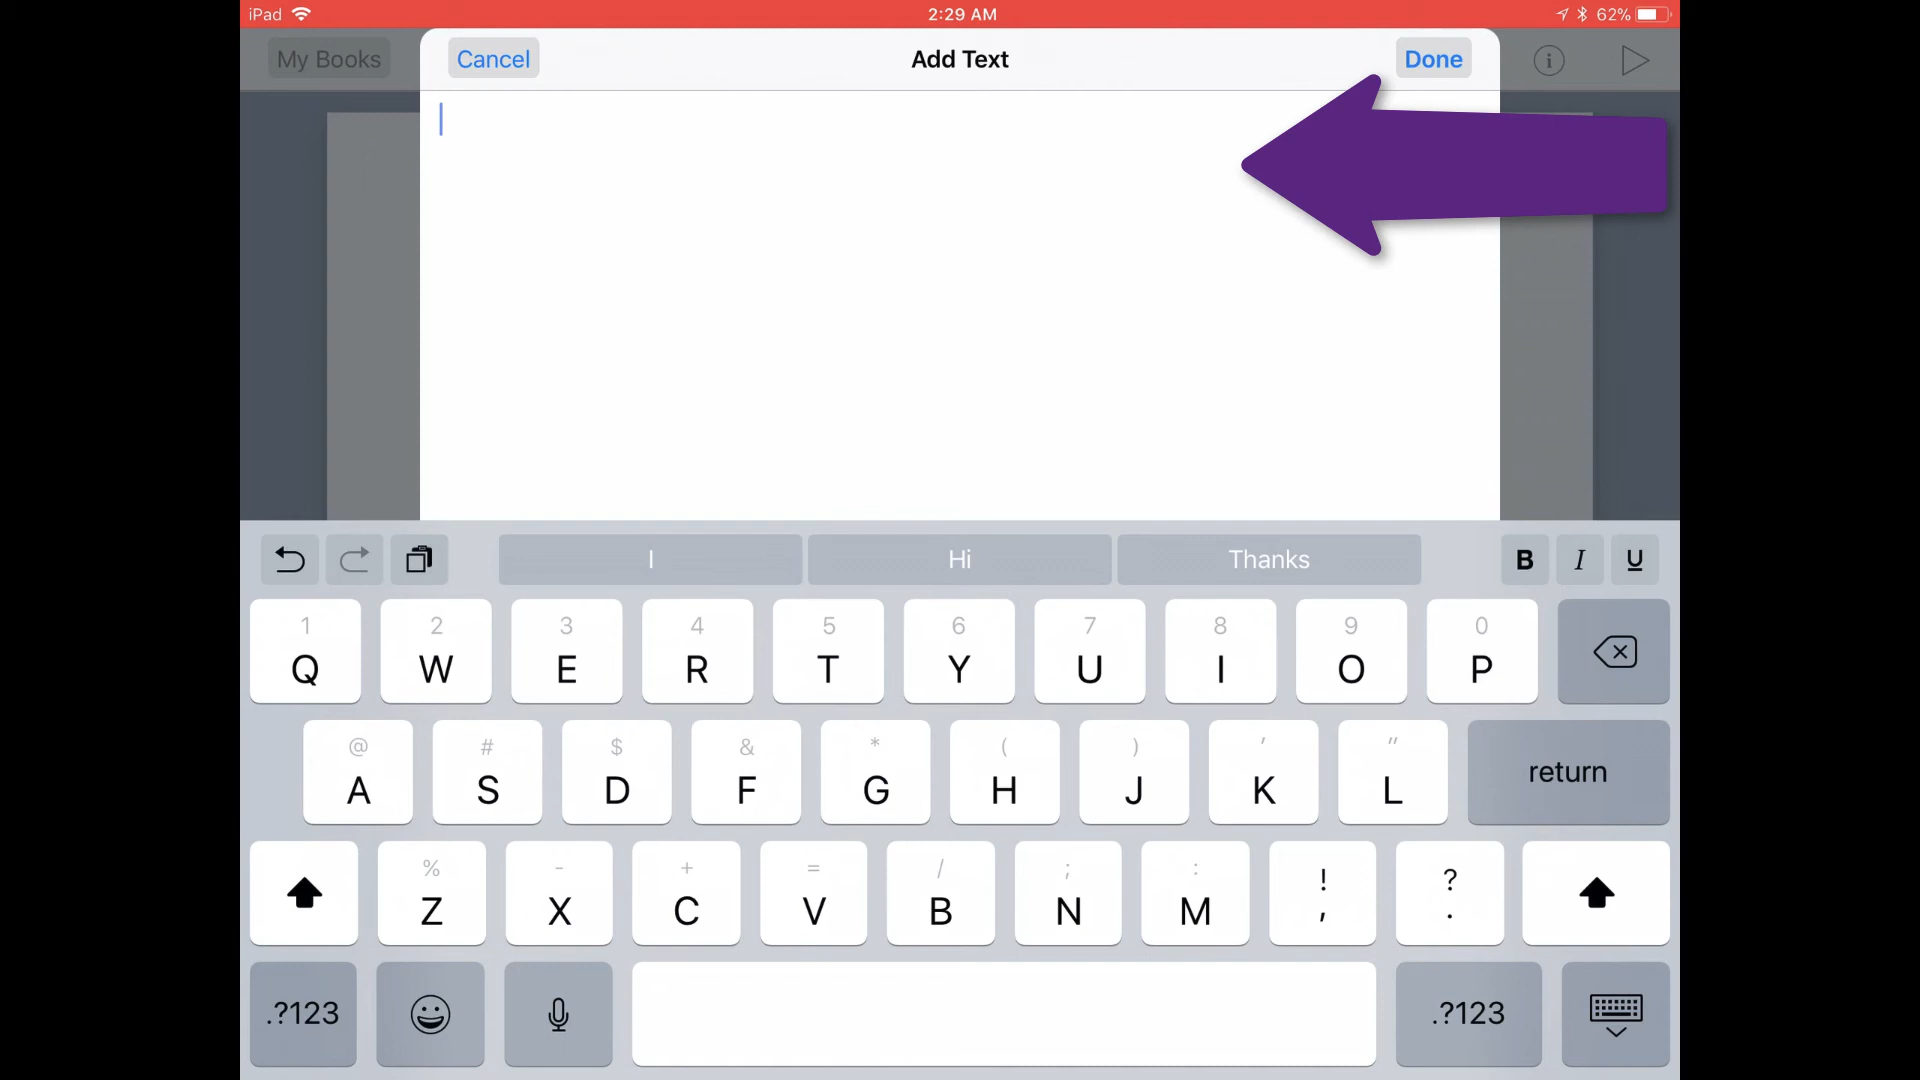 iPad 2:29 AM 62%
My Books Cancel Add Text Done
I Hi Thanks B I U
1 2 3 4 5 6 7 8 9 0
Q W E R T Y U I O P
@ # $ & * ( ) ' "
A S D F G H J K L return
% - + = / ; : ! ?
Z X C V B N M , .
.?123 .?123